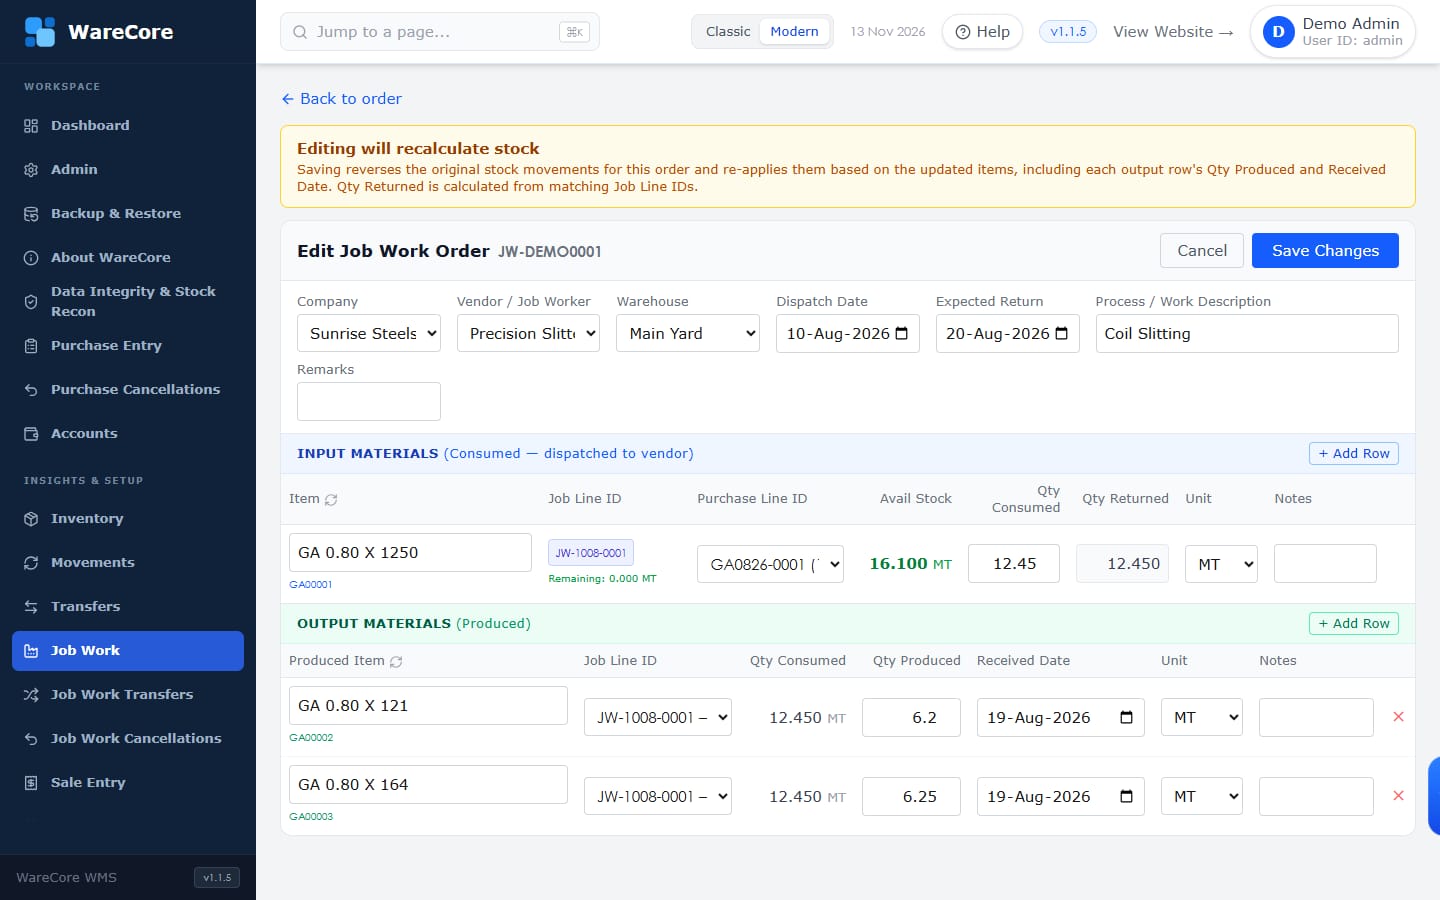 WareCore
Jump to a page...
⌘K
Classic
Modern
13 Nov 2026
Help
v1.1.5
View Website →
D
Demo Admin
User ID: admin
WORKSPACE
Dashboard
Admin
Backup & Restore
About WareCore
Data Integrity & Stock
Recon
Purchase Entry
Purchase Cancellations
Accounts
INSIGHTS & SETUP
Inventory
Movements
Transfers
Job Work
Job Work Transfers
Job Work Cancellations
Sale Entry
WareCore WMS
v1.1.5
← Back to order
Editing will recalculate stock
Saving reverses the original stock movements for this order and re-applies them based on the updated items, including each output row's Qty Produced and Received
Date. Qty Returned is calculated from matching Job Line IDs.
Edit Job Work Order JW-DEMO0001
Cancel
Save Changes
Company
Vendor / Job Worker
Warehouse
Dispatch Date
Expected Return
Process / Work Description
Sunrise Steels
Precision Slitt
Main Yard
10-Aug-2026
20-Aug-2026
Coil Slitting
Remarks
INPUT MATERIALS (Consumed — dispatched to vendor)
+ Add Row
Item
Job Line ID
Purchase Line ID
Avail Stock
Qty
Consumed
Qty Returned
Unit
Notes
GA 0.80 X 1250
GA00001
JW-1008-0001
Remaining: 0.000 MT
GA0826-0001 (
16.100 MT
12.45
12.450
MT
OUTPUT MATERIALS (Produced)
+ Add Row
Produced Item
Job Line ID
Qty Consumed
Qty Produced
Received Date
Unit
Notes
GA 0.80 X 121
GA00002
JW-1008-0001 –
12.450 MT
6.2
19-Aug-2026
MT
×
GA 0.80 X 164
GA00003
JW-1008-0001 –
12.450 MT
6.25
19-Aug-2026
MT
×